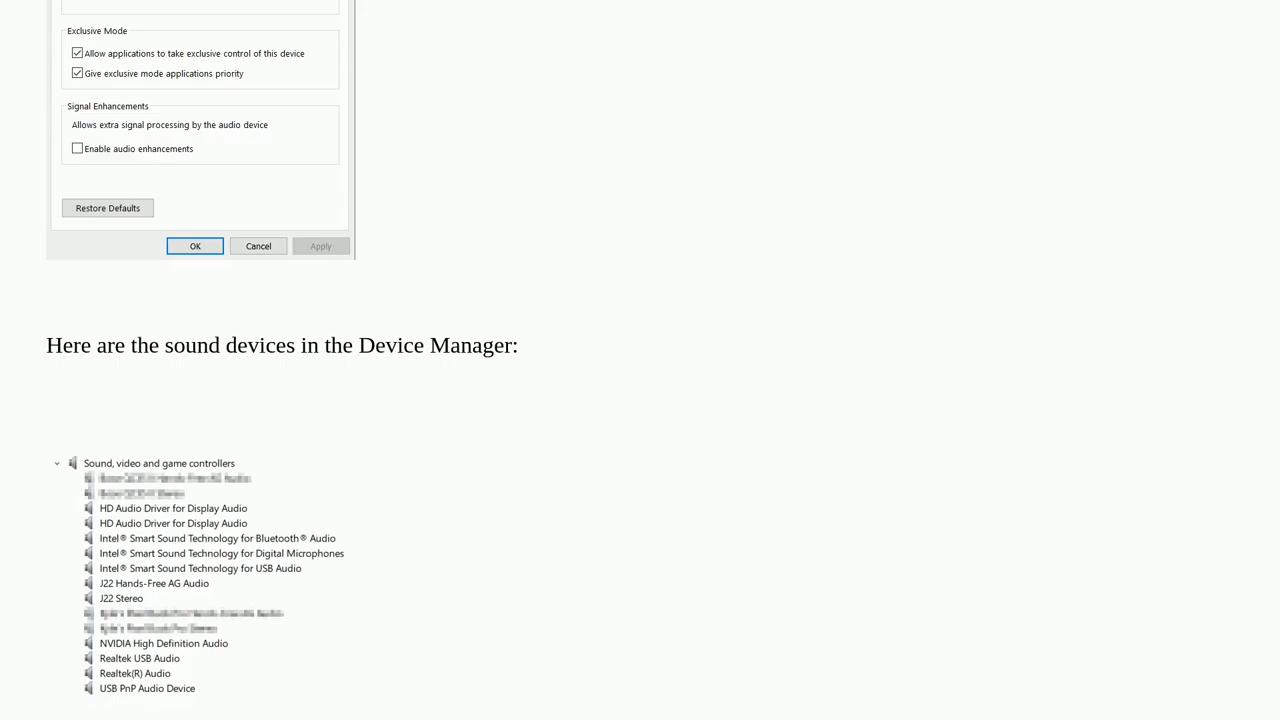 Exclusive Mode
Allow applications to take exclusive control of this device
Give exclusive mode applications priority
Signal Enhancements
Allows extra signal processing by the audio device
Enable audio enhancements
Restore Defaults
OK Cancel Apply
Here are the sound devices in the Device Manager:
Sound, video and game controllers
HD Audio Driver for Display Audio
HD Audio Driver for Display Audio
Intel® Smart Sound Technology for Bluetooth® Audio
Intel® Smart Sound Technology for Digital Microphones
Intel® Smart Sound Technology for USB Audio
J22 Hands-Free AG Audio
J22 Stereo
NVIDIA High Definition Audio
Realtek USB Audio
Realtek(R) Audio
USB PnP Audio Device